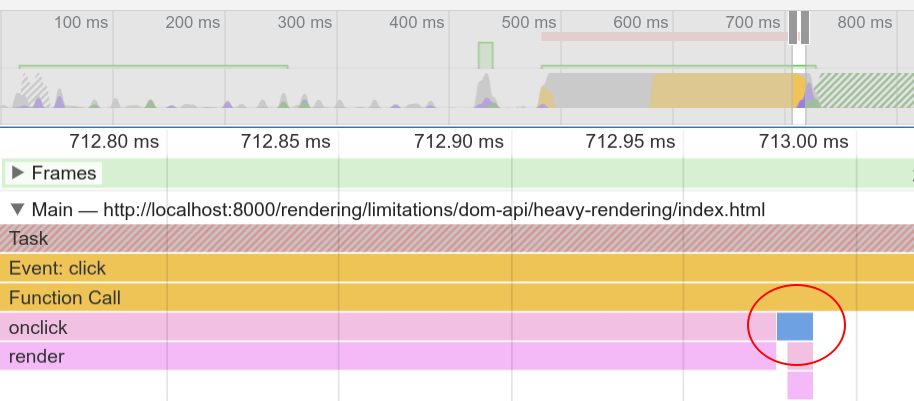 100 ms 200 ms 300 ms 400 ms 500 ms 600 ms 700 ms 800 ms
712.80 ms 712.85 ms 712.90 ms 712.95 ms 713.00 ms
Frames
Main — http://localhost:8000/rendering/limitations/dom-api/heavy-rendering/index.html
Task
Event: click
Function Call
onclick
render